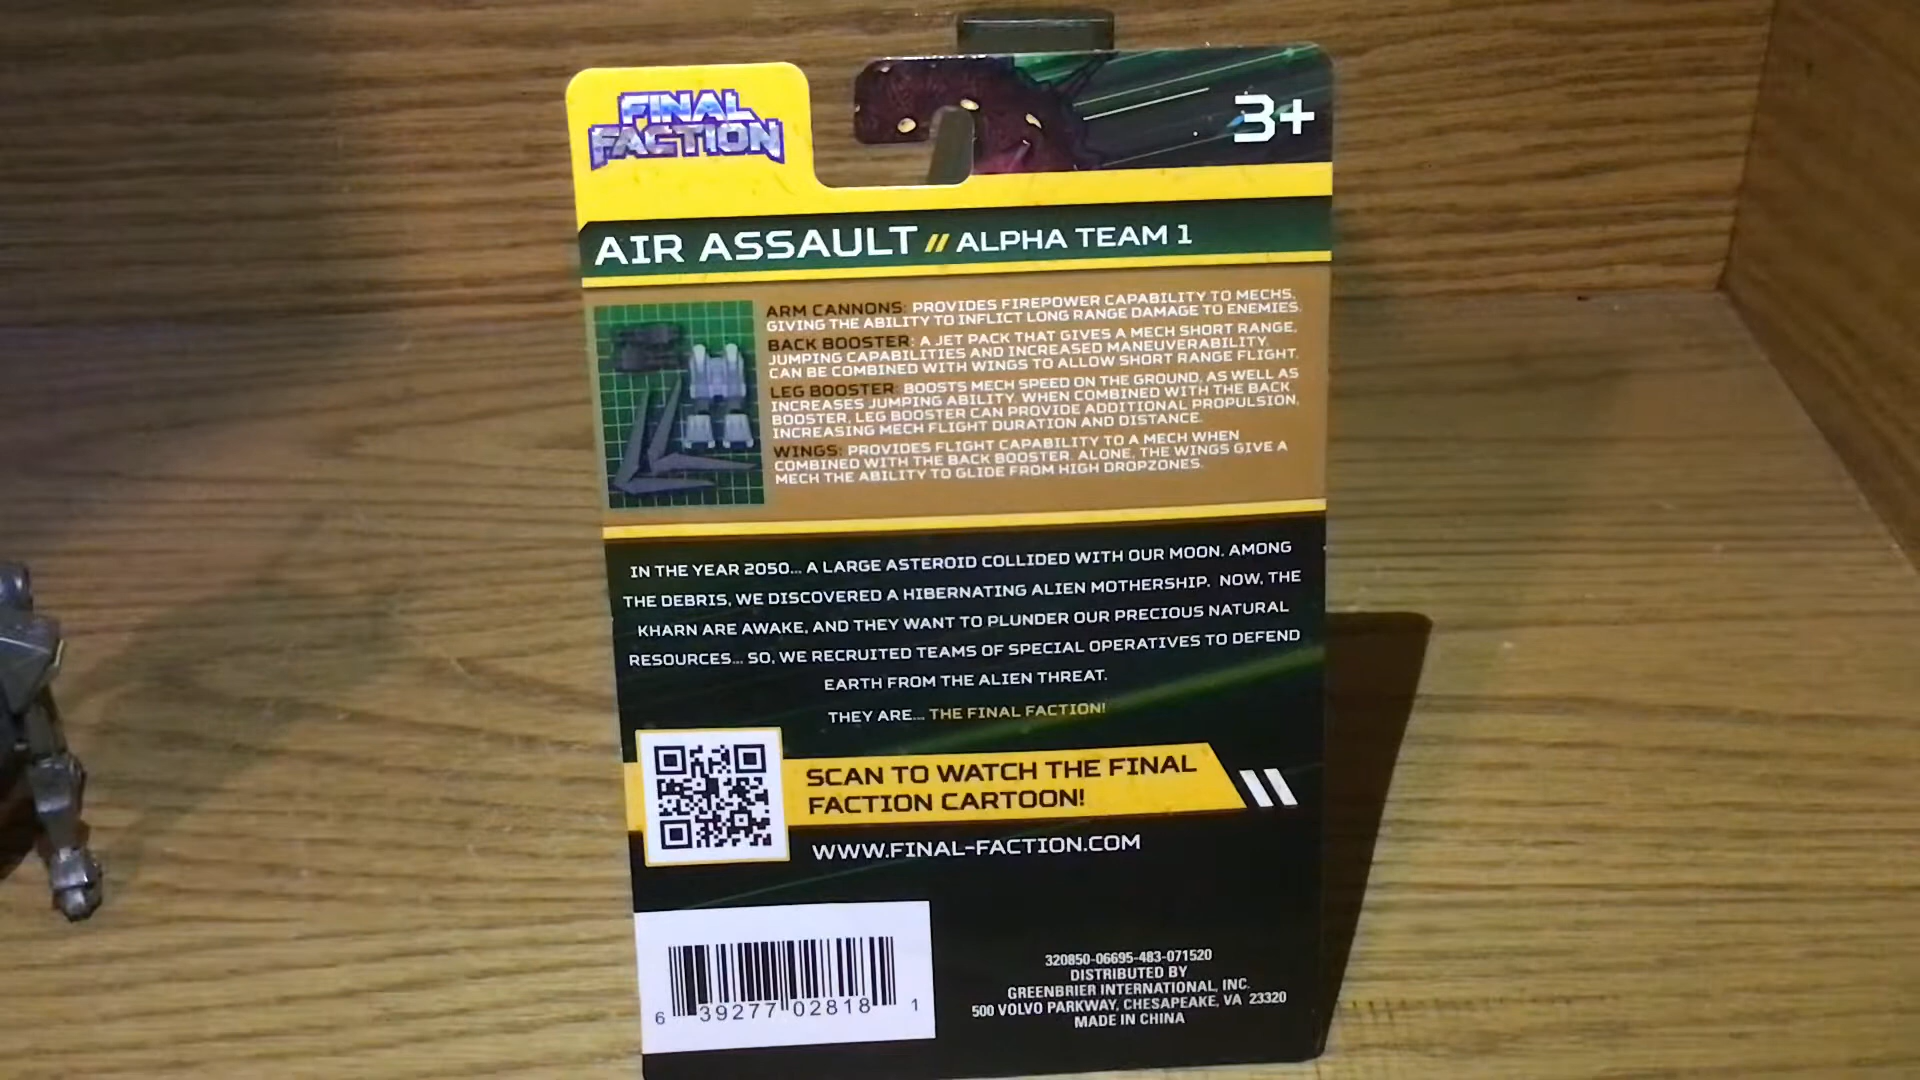 FINAL
FACTION
3+
AIR ASSAULT // ALPHA TEAM 1
ARM CANNONS: PROVIDES FIREPOWER CAPABILITY TO MECHS,
GIVING THE ABILITY TO INFLICT LONG RANGE DAMAGE TO ENEMIES.
BACK BOOSTER: A JET PACK THAT GIVES A MECH SHORT RANGE,
JUMPING CAPABILITIES AND INCREASED MANEUVERABILITY.
CAN BE COMBINED WITH WINGS TO ALLOW SHORT RANGE FLIGHT.
LEG BOOSTER: BOOSTS MECH SPEED ON THE GROUND, AS WELL AS
INCREASES JUMPING ABILITY. WHEN COMBINED WITH THE BACK
BOOSTER, LEG BOOSTER CAN PROVIDE ADDITIONAL PROPULSION,
INCREASING MECH FLIGHT DURATION AND DISTANCE.
WINGS: PROVIDES FLIGHT CAPABILITY TO A MECH WHEN
COMBINED WITH THE BACK BOOSTER. ALONE, THE WINGS GIVE A
MECH THE ABILITY TO GLIDE FROM HIGH DROPZONES.
IN THE YEAR 2050... A LARGE ASTEROID COLLIDED WITH OUR MOON. AMONG
THE DEBRIS, WE DISCOVERED A HIBERNATING ALIEN MOTHERSHIP. NOW, THE
KHARN ARE AWAKE, AND THEY WANT TO PLUNDER OUR PRECIOUS NATURAL
RESOURCES... SO, WE RECRUITED TEAMS OF SPECIAL OPERATIVES TO DEFEND
EARTH FROM THE ALIEN THREAT.
THEY ARE... THE FINAL FACTION!
SCAN TO WATCH THE FINAL
FACTION CARTOON!
WWW.FINAL-FACTION.COM
6 39277 02818 1
320850-06695-483-071520
DISTRIBUTED BY
GREENBRIER INTERNATIONAL, INC.
500 VOLVO PARKWAY, CHESAPEAKE, VA 23320
MADE IN CHINA